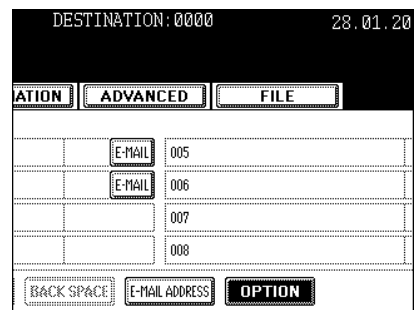 DESTINATION:0000 28.01.20
ATION ADVANCED FILE
E-MAIL 005
E-MAIL 006
007
008
BACK SPACE E-MAIL ADDRESS OPTION